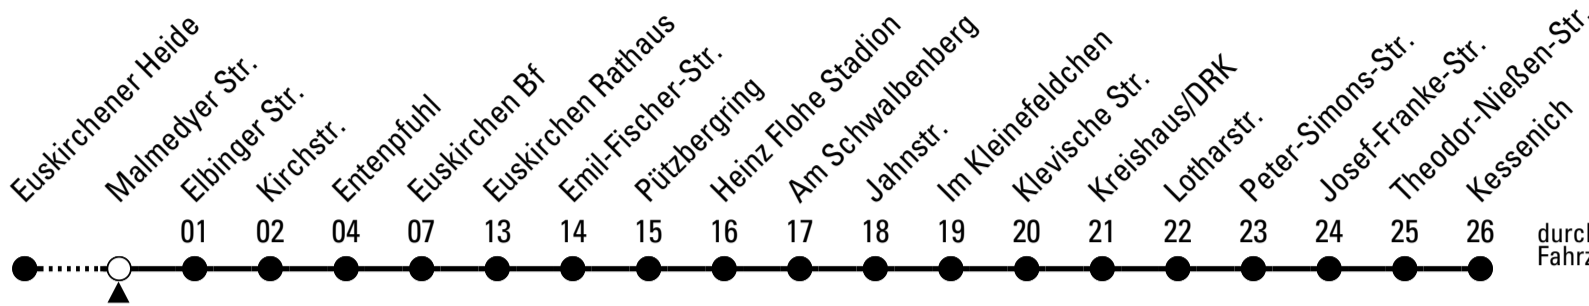 Euskirchener Heide
Malmedyer Str.
Elbinger Str.
Kirchstr.
Entenpfuhl
Euskirchen Bf
Euskirchen Rathaus
Emil-Fischer-Str.
Pützbergring
Heinz Flohe Stadion
Am Schwalbenberg
Jahnstr.
Im Kleinefeldchen
Klevische Str.
Kreishaus/DRK
Lotharstr.
Peter-Simons-Str.
Josef-Franke-Str.
Theodor-Nießen-Str.
Kessenich
01 02 04 07 13 14 15 16 17 18 19 20 21 22 23 24 25 26
durch
Fahrz